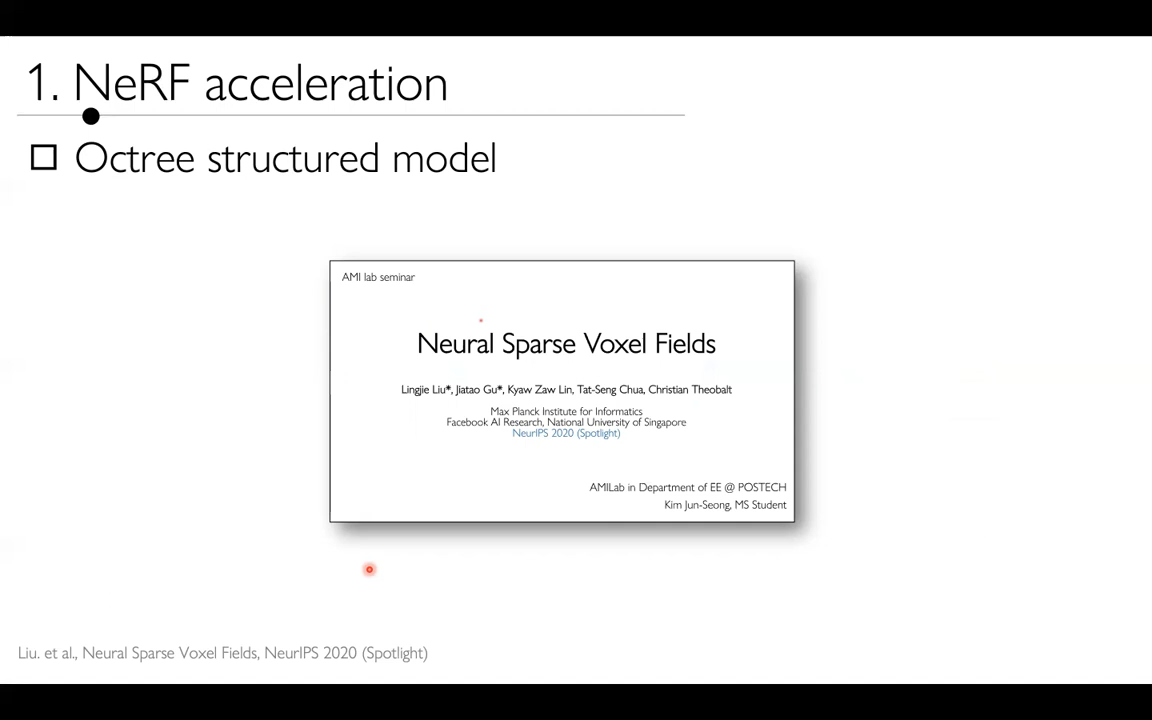 1. NeRF acceleration
Octree structured model
AMI lab seminar
Neural Sparse Voxel Fields
Lingjie Liu*, Jiatao Gu*, Kyaw Zaw Lin, Tat-Seng Chua, Christian Theobalt
Max Planck Institute for Informatics
Facebook AI Research, National University of Singapore
NeurIPS 2020 (Spotlight)
AMILab in Department of EE @ POSTECH
Kim Jun-Seong, MS Student
Liu. et al., Neural Sparse Voxel Fields, NeurIPS 2020 (Spotlight)